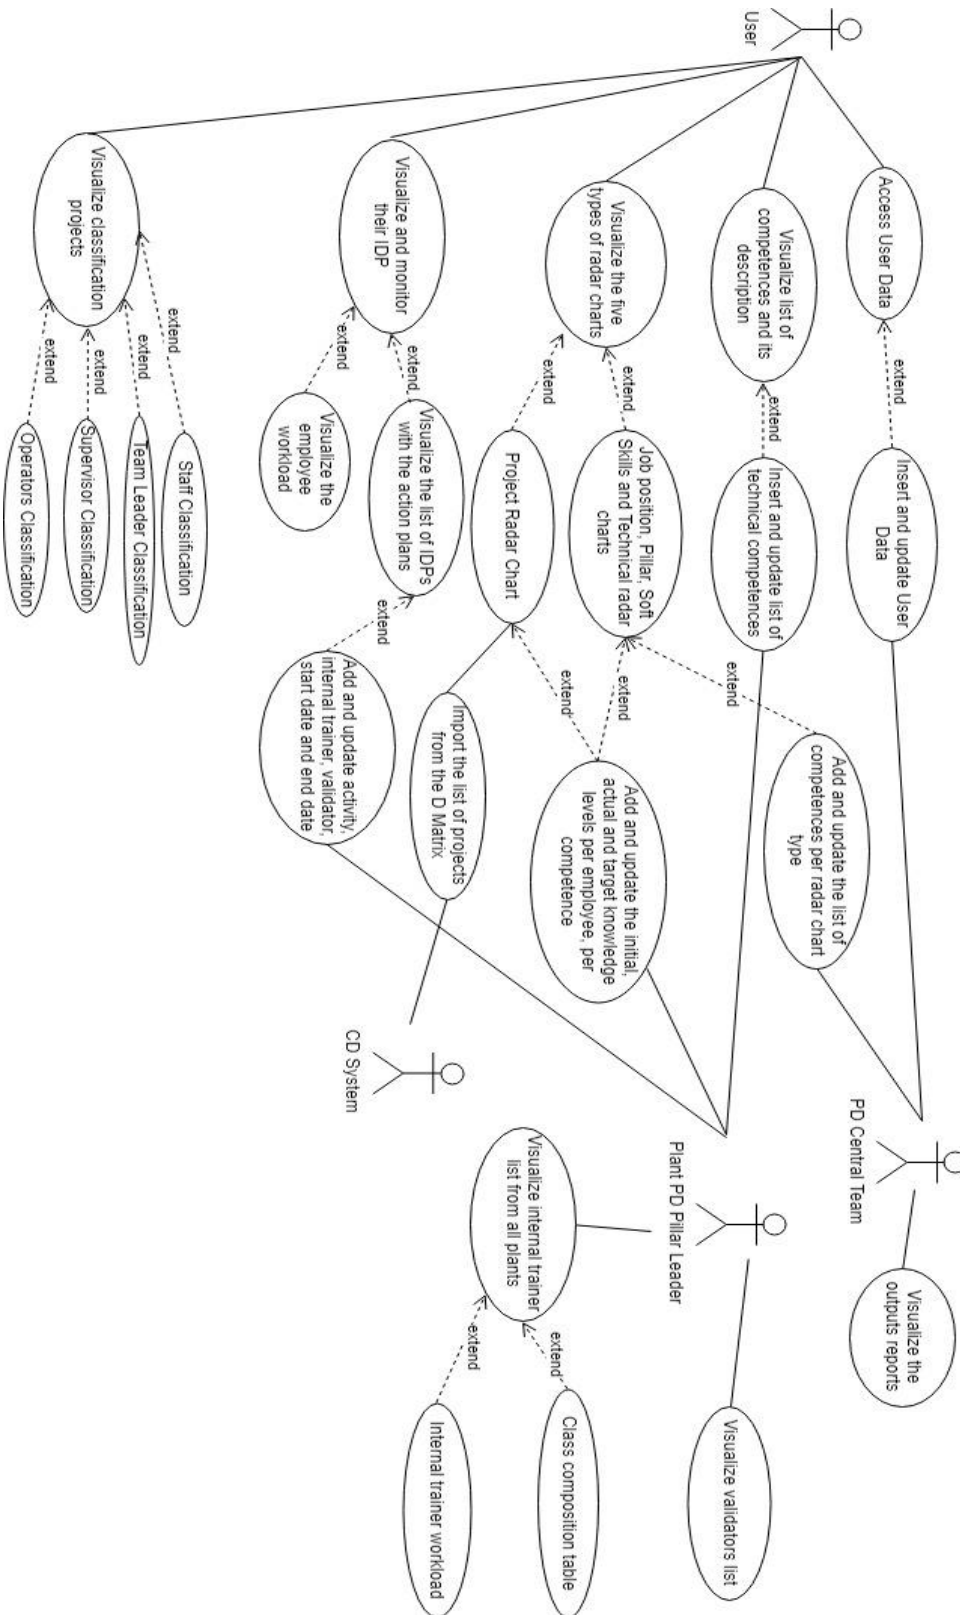 User
Access User Data
extend
Insert and update User
Data
Visualize list of
competences and its
description
extend
Insert and update list of
technical competences
Visualize the five
types of radar charts
extend
extend
Job position, Pillar, Soft
Skills and Technical radar
charts
Project Radar Chart
extend
extend
extend
Add and update the list of
competences per radar chart
type
Add and update the initial,
actual and target knowledge
levels per employee, per
competence
Import the list of projects
from the D Matrix
Visualize and monitor
their IDP
extend
extend
Visualize the list of IDPs
with the action plans
Visualize the
employee
workload
extend
Add and update activity,
internal trainer, validator,
start date and end date
Visualize classification
projects
extend
extend
extend
extend
Staff Classification
Team Leader Classification
Supervisor Classification
Operators Classification
PD Central Team
Visualize the
outputs reports
Plant PD Pillar Leader
Visualize validators list
CD System
Visualize internal trainer
list from all plants
extend
extend
Class composition table
Internal trainer workload